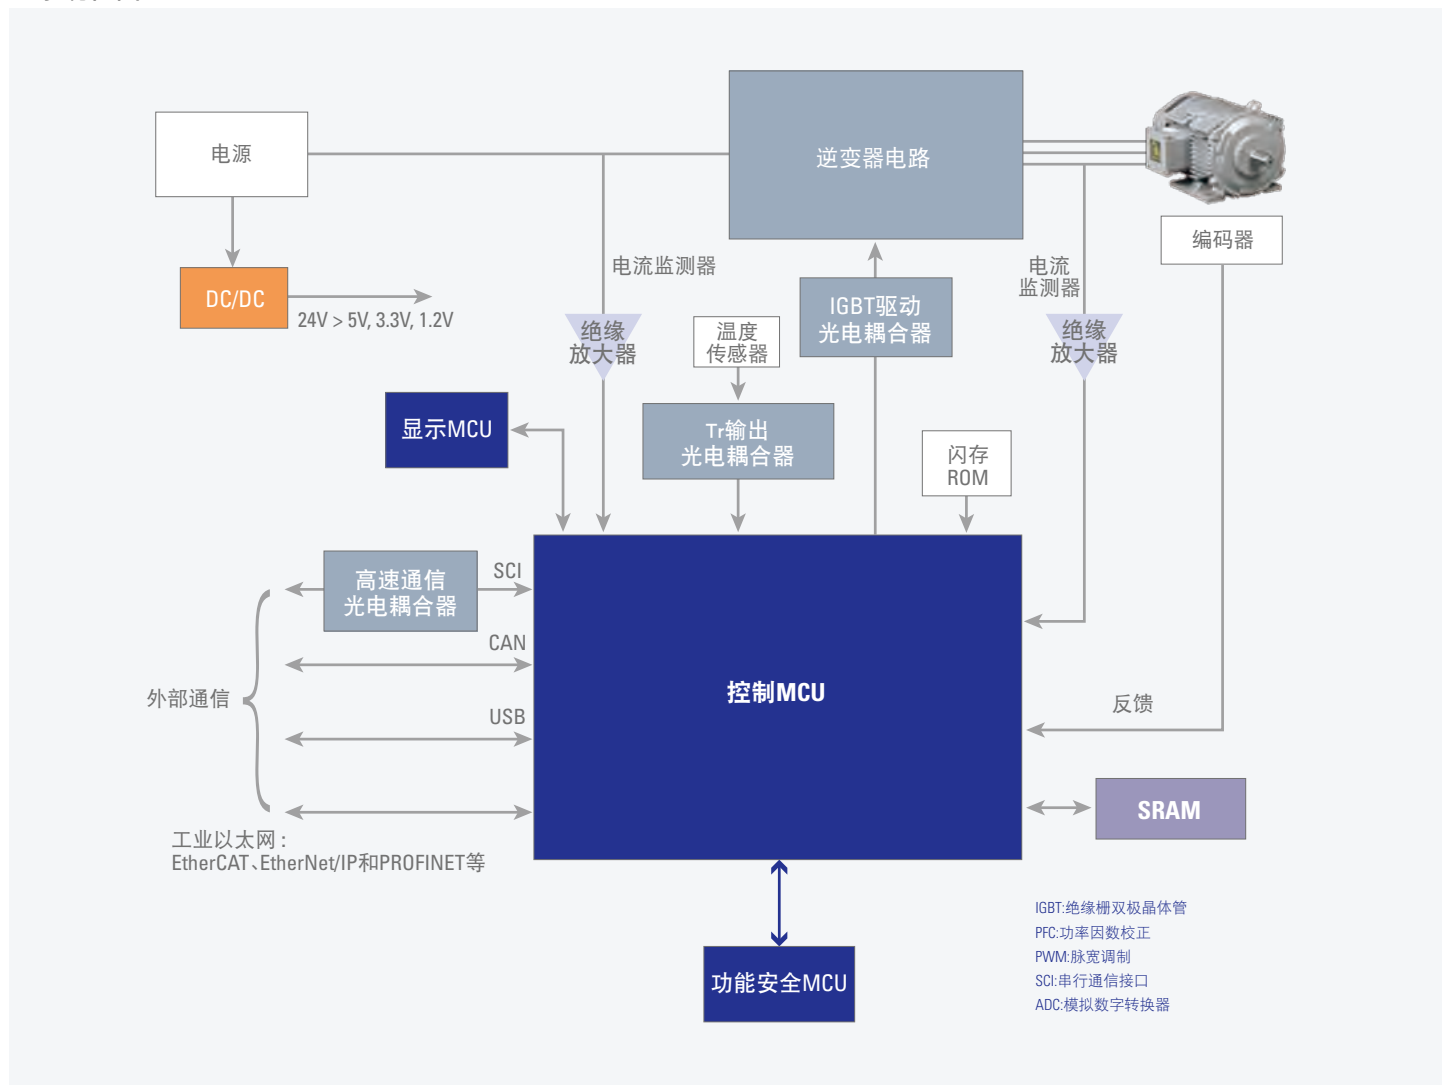 电源
逆变器电路
编码器
电流监测器
电流
监测器
DC/DC
24V > 5V, 3.3V, 1.2V
IGBT驱动
光电耦合器
绝缘
放大器
温度
传感器
绝缘
放大器
显示MCU
Tr输出
光电耦合器
闪存
ROM
高速通信
光电耦合器
SCI
CAN
外部通信
控制MCU
反馈
USB
SRAM
工业以太网：
EtherCAT、EtherNet/IP和PROFINET等
功能安全MCU
IGBT:绝缘栅双极晶体管
PFC:功率因数校正
PWM:脉宽调制
SCI:串行通信接口
ADC:模拟数字转换器